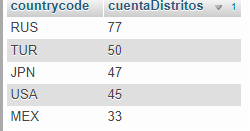 countrycode cuentaDistritos 1
RUS 77
TUR 50
JPN 47
USA 45
MEX 33